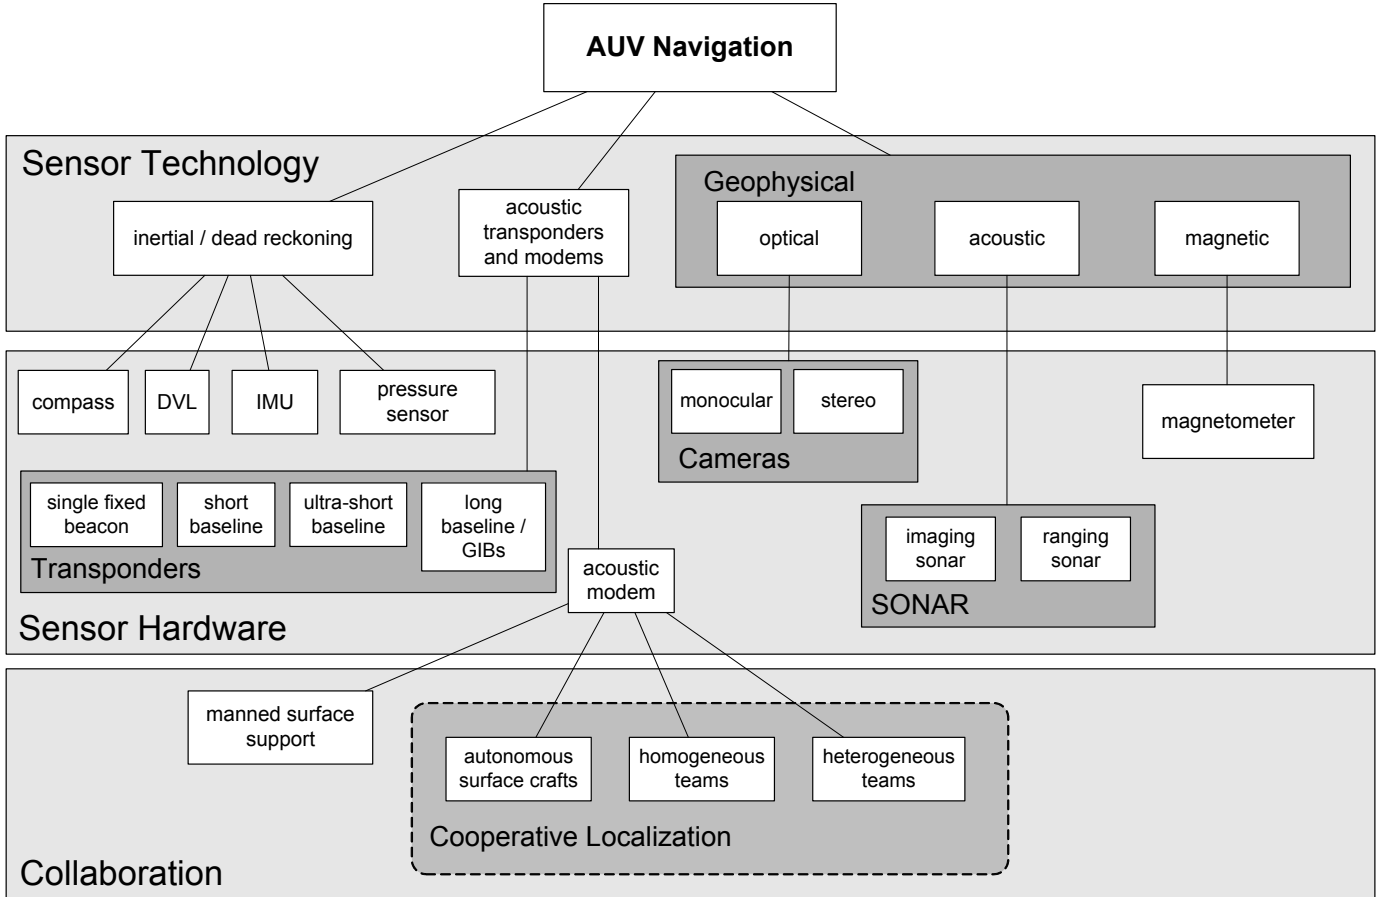 AUV Navigation
Sensor Technology
Geophysical
inertial / dead reckoning
acoustic
transponders
and modems
optical
acoustic
magnetic
compass
DVL
IMU
pressure
sensor
monocular
stereo
Cameras
magnetometer
single fixed
beacon
short
baseline
ultra-short
baseline
long
baseline /
GIBs
Transponders
acoustic
modem
imaging
sonar
ranging
sonar
SONAR
Sensor Hardware
manned surface
support
autonomous
surface crafts
homogeneous
teams
heterogeneous
teams
Cooperative Localization
Collaboration